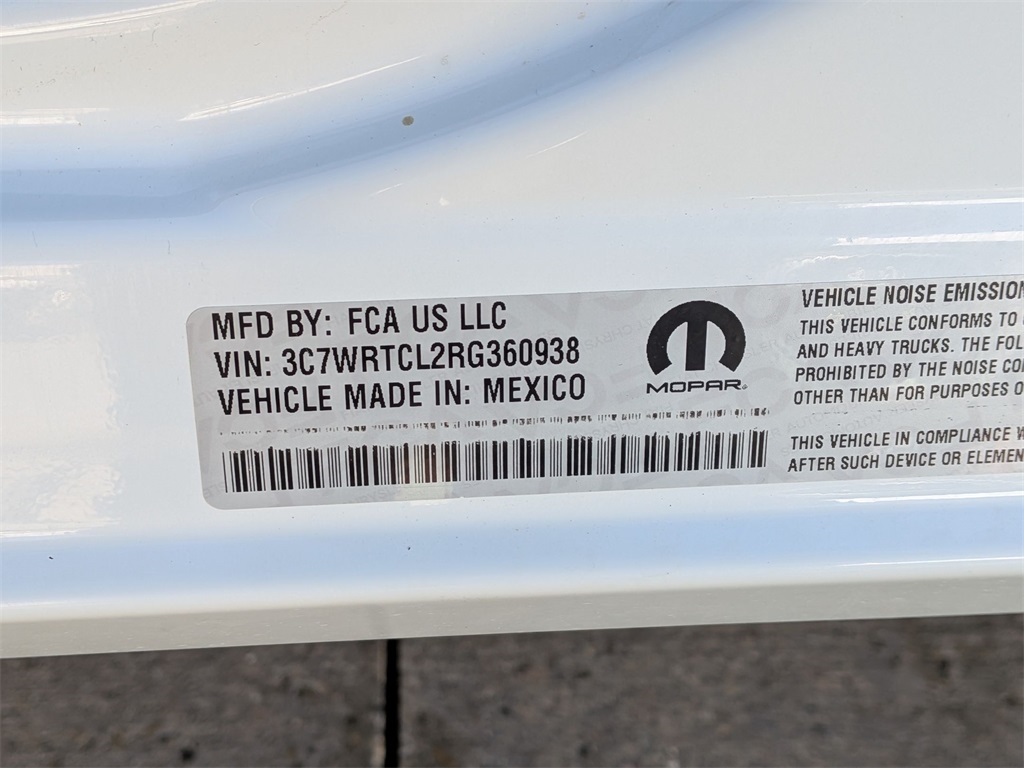 MFD BY: FCA US LLC
VIN: 3C7WRTCL2RG360938
VEHICLE MADE IN: MEXICO
MOPAR®
VEHICLE NOISE EMISSION
THIS VEHICLE CONFORMS TO
AND HEAVY TRUCKS. THE FOL
PROHIBITED BY THE NOISE CO
OTHER THAN FOR PURPOSES O
THIS VEHICLE IN COMPLIANCE W
AFTER SUCH DEVICE OR ELEMEN